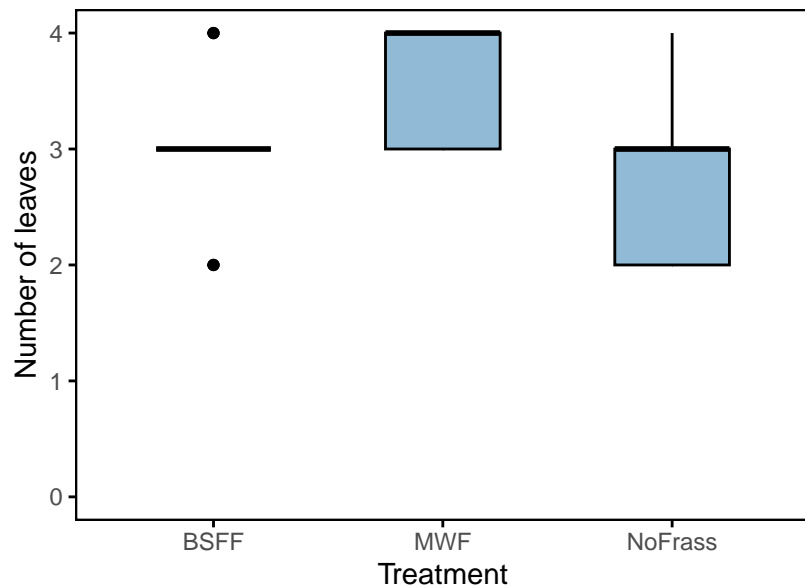 Number of leaves
4
3
2
1
0
BSFF
MWF
NoFrass
Treatment